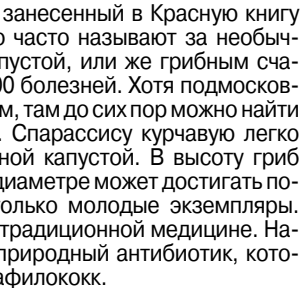 занесенный в Красную книгу
часто называют за необыч-
пустой, или же грибным сча-
болезней. Хотя подмосков-
там до сих пор можно найти
Спарассису курчавую легко
ной капустой. В высоту гриб
диаметре может достигать по-
только молодые экземпляры.
традиционной медицине. На-
природный антибиотик, кото-
афилококк.